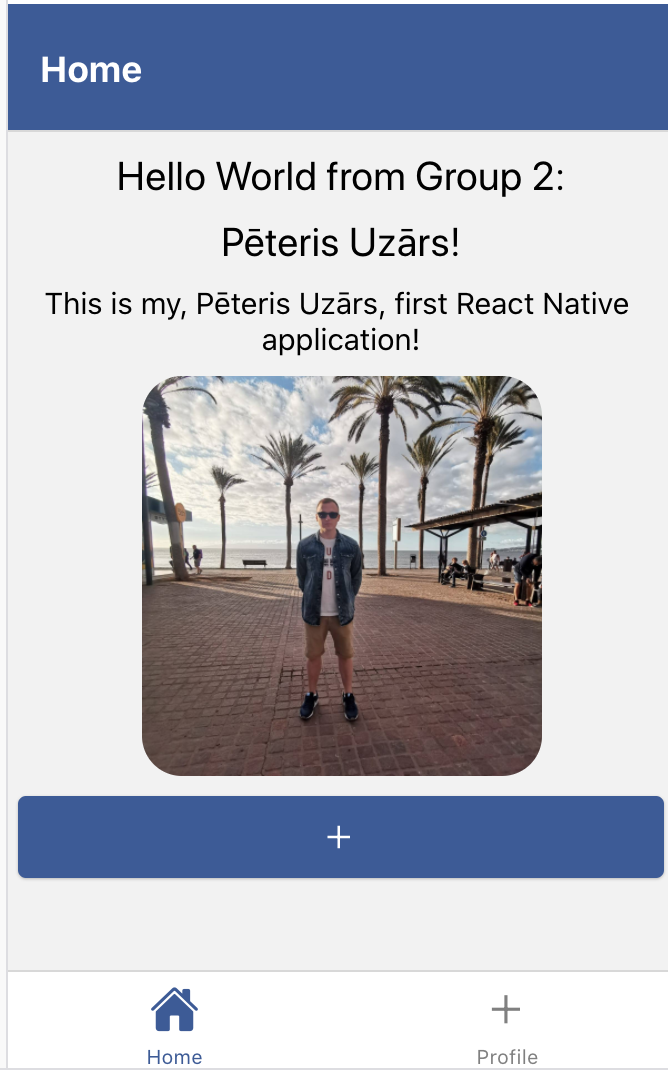 Home
Hello World from Group 2:
Pēteris Uzārs!
This is my, Pēteris Uzārs, first React Native
application!
+
+
Home
Profile